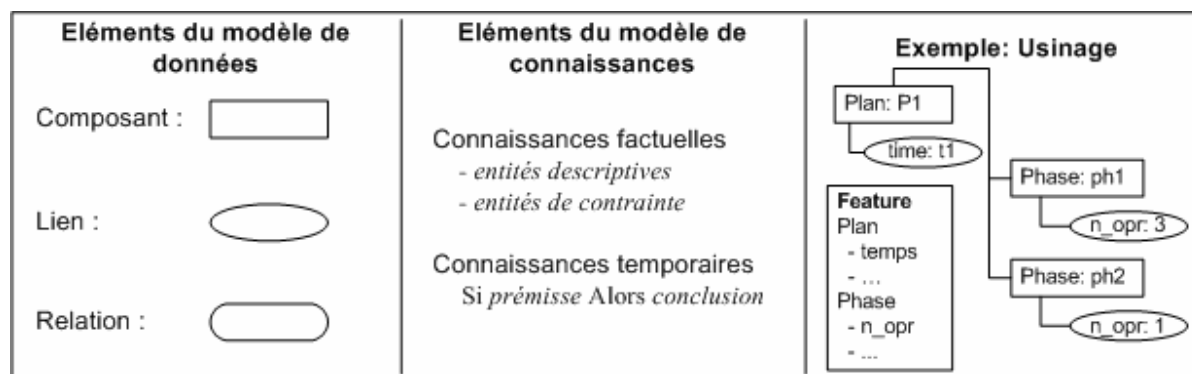 Eléments du modèle de
données
Composant :
Lien :
Relation :
Eléments du modèle de
connaissances
Connaissances factuelles
- entités descriptives
- entités de contrainte
Connaissances temporaires
Si prémisse Alors conclusion
Exemple: Usinage
Plan: P1
time: t1
Phase: ph1
n_opr: 3
Phase: ph2
n_opr: 1
Feature
Plan
- temps
- ...
Phase
- n_opr
- ...